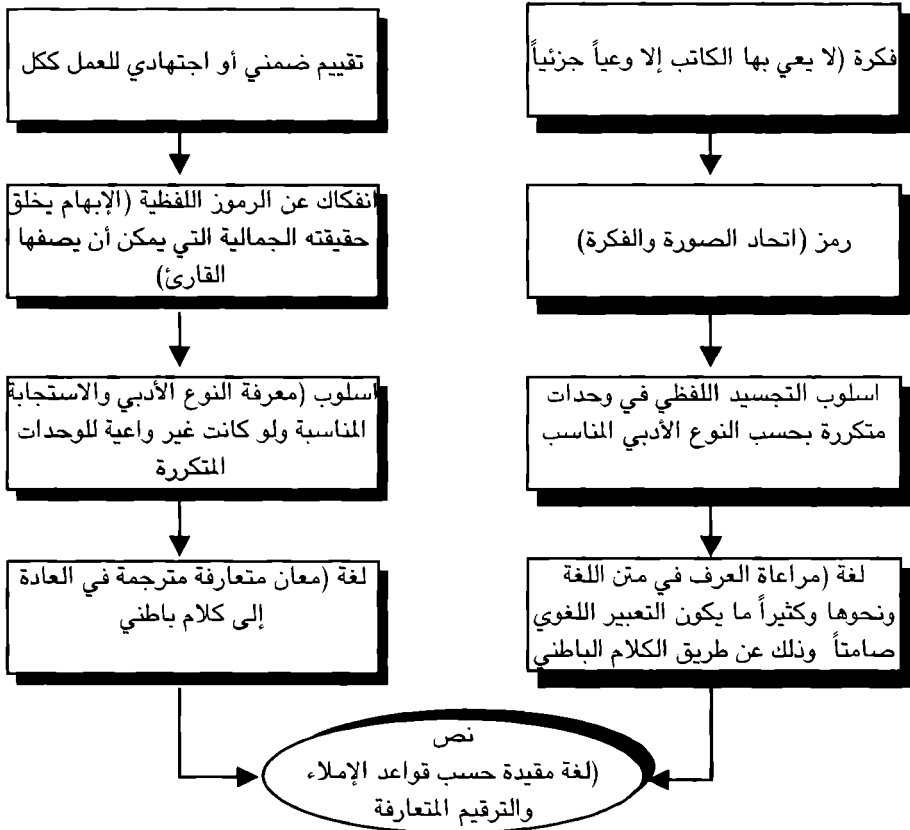 فكرة (لا يعي بها الكاتب إلا وعياً جزئياً
رمز (اتحاد الصورة والفكرة)
اسلوب التجسيد اللفظي في وحدات
متكررة بحسب النوع الأدبي المناسب
لغة (مراعاة العرف في متن اللغة
ونحوها وكثيراً ما يكون التعبير اللغوي
صامتاً وذلك عن طريق الكلام الباطني
تقييم ضمني أو اجتهادي للعمل ككل
انفكاك عن الرموز اللفظية (الإبهام يخلق
حقيقته الجمالية التي يمكن أن يصفها
القارئ)
اسلوب (معرفة النوع الأدبي والاستجابة
المناسبة ولو كانت غير واعية للوحدات
المتكررة
لغة (معان متعارفة مترجمة في العادة
إلى كلام باطني
نص
(لغة مقيدة حسب قواعد الإملاء
والترقيم المتعارفة